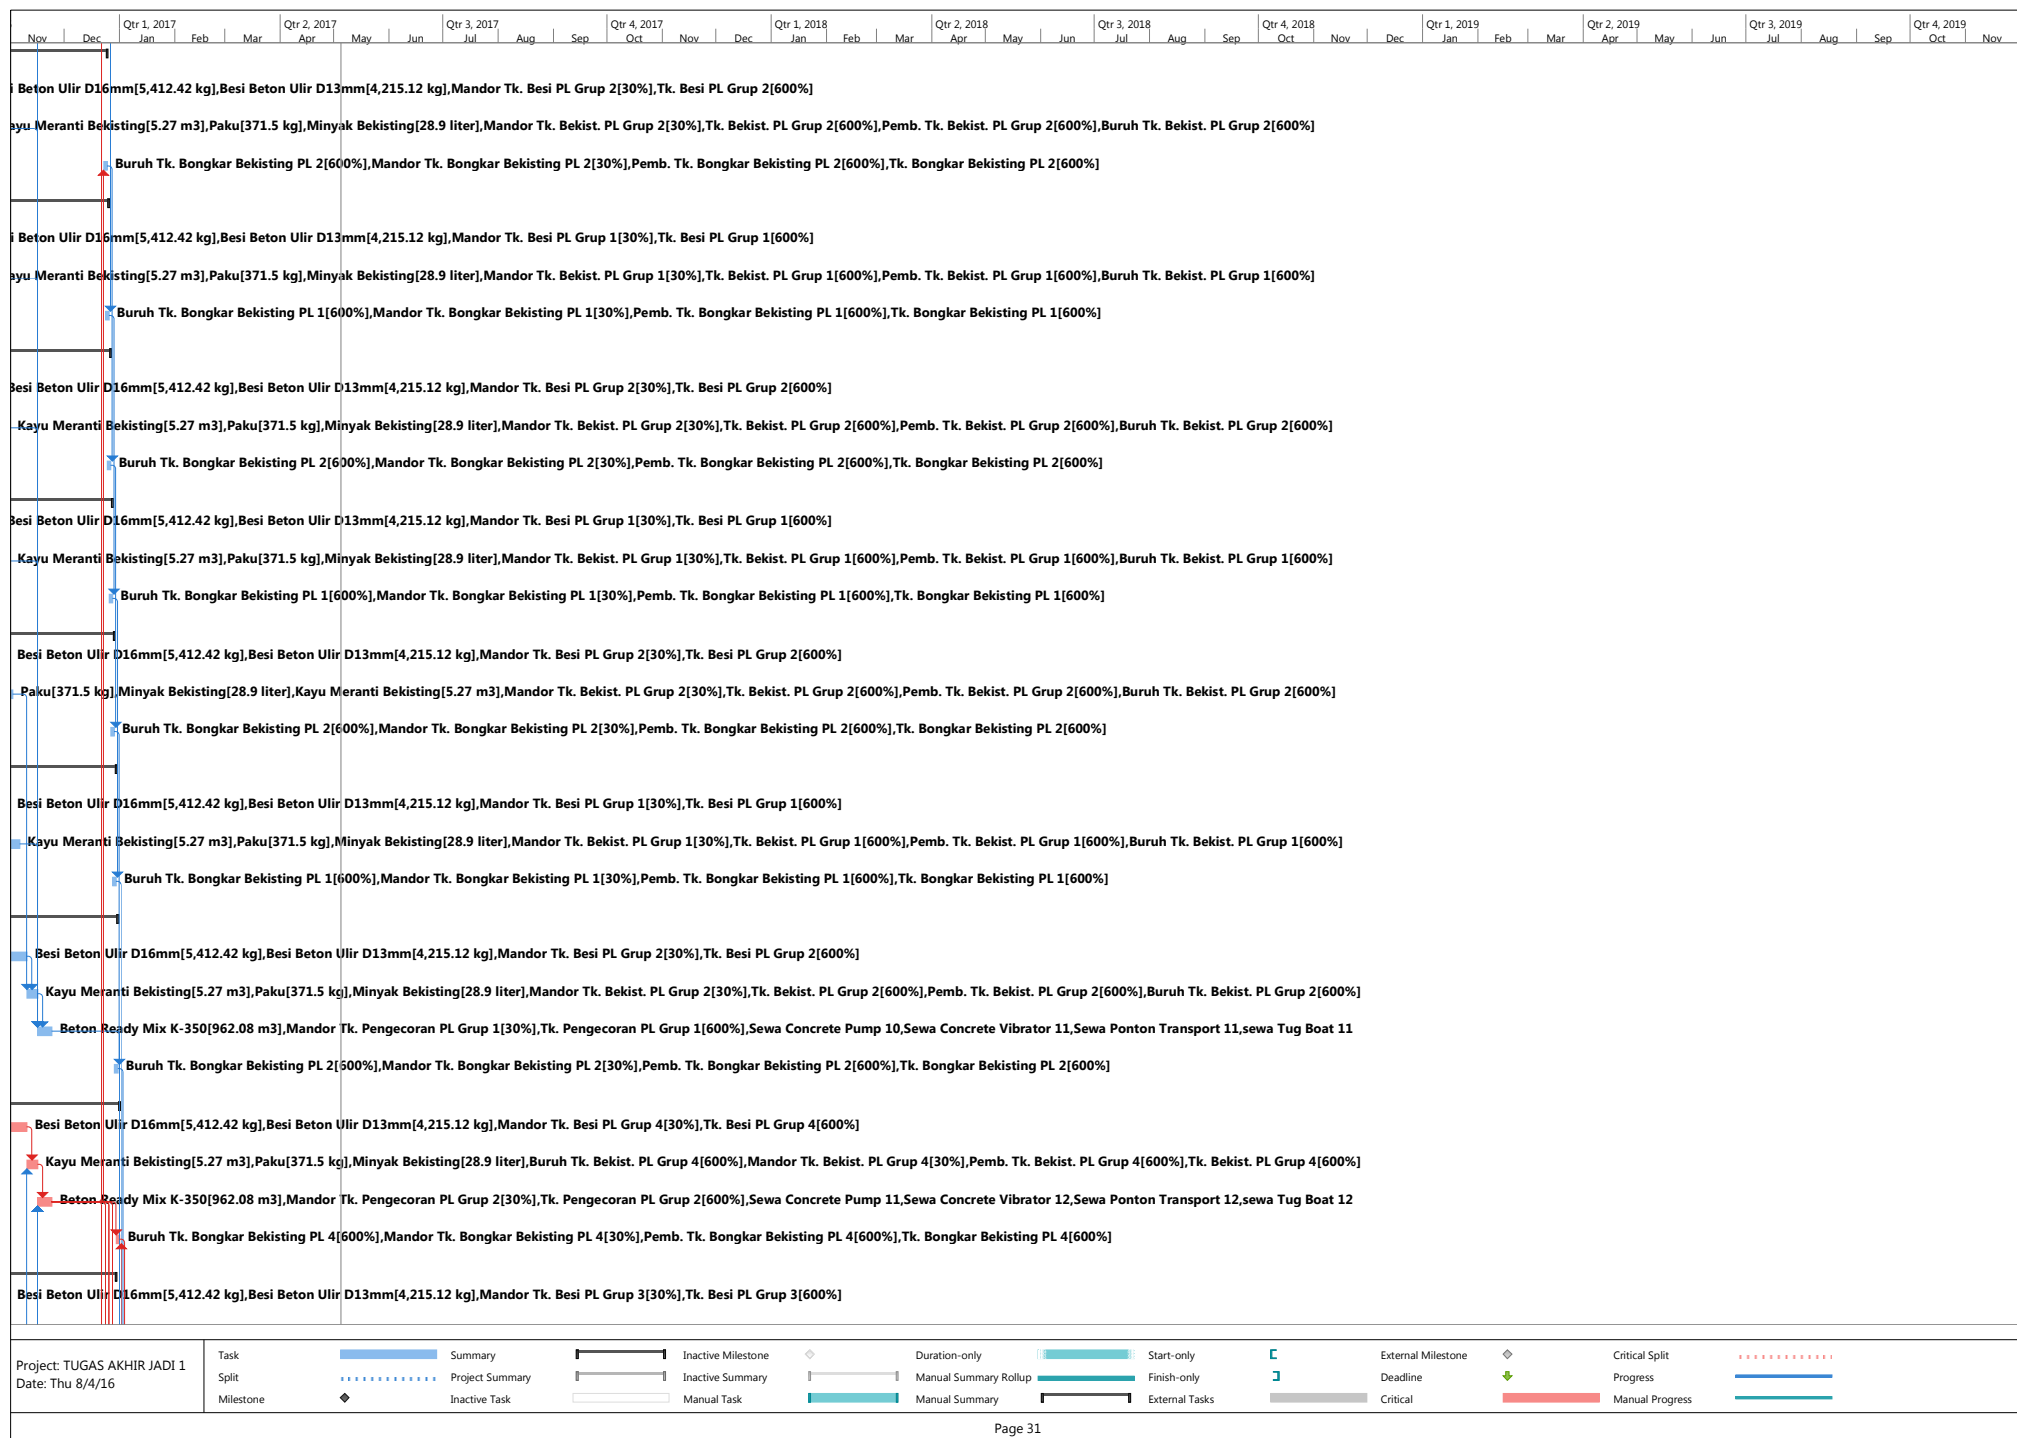 Qtr 1, 2017 Qtr 2, 2017 Qtr 3, 2017 Qtr 4, 2017 Qtr 1, 2018 Qtr 2, 2018 Qtr 3, 2018 Qtr 4, 2018 Qtr 1, 2019 Qtr 2, 2019 Qtr 3, 2019 Qtr 4, 2019
Nov Dec Jan Feb Mar Apr May Jun Jul Aug Sep Oct Nov Dec Jan Feb Mar Apr May Jun Jul Aug Sep Oct Nov Dec Jan Feb Mar Apr May Jun Jul Aug Sep Oct Nov
i Beton Ulir D16mm[5,412.42 kg],Besi Beton Ulir D13mm[4,215.12 kg],Mandor Tk. Besi PL Grup 2[30%],Tk. Besi PL Grup 2[600%]
ayu Meranti Bekisting[5.27 m3],Paku[371.5 kg],Minyak Bekisting[28.9 liter],Mandor Tk. Bekist. PL Grup 2[30%],Tk. Bekist. PL Grup 2[600%],Pemb. Tk. Bekist. PL Grup 2[600%],Buruh Tk. Bekist. PL Grup 2[600%]
Buruh Tk. Bongkar Bekisting PL 2[600%],Mandor Tk. Bongkar Bekisting PL 2[30%],Pemb. Tk. Bongkar Bekisting PL 2[600%],Tk. Bongkar Bekisting PL 2[600%]
i Beton Ulir D16mm[5,412.42 kg],Besi Beton Ulir D13mm[4,215.12 kg],Mandor Tk. Besi PL Grup 1[30%],Tk. Besi PL Grup 1[600%]
ayu Meranti Bekisting[5.27 m3],Paku[371.5 kg],Minyak Bekisting[28.9 liter],Mandor Tk. Bekist. PL Grup 1[30%],Tk. Bekist. PL Grup 1[600%],Pemb. Tk. Bekist. PL Grup 1[600%],Buruh Tk. Bekist. PL Grup 1[600%]
Buruh Tk. Bongkar Bekisting PL 1[600%],Mandor Tk. Bongkar Bekisting PL 1[30%],Pemb. Tk. Bongkar Bekisting PL 1[600%],Tk. Bongkar Bekisting PL 1[600%]
Besi Beton Ulir D16mm[5,412.42 kg],Besi Beton Ulir D13mm[4,215.12 kg],Mandor Tk. Besi PL Grup 2[30%],Tk. Besi PL Grup 2[600%]
Kayu Meranti Bekisting[5.27 m3],Paku[371.5 kg],Minyak Bekisting[28.9 liter],Mandor Tk. Bekist. PL Grup 2[30%],Tk. Bekist. PL Grup 2[600%],Pemb. Tk. Bekist. PL Grup 2[600%],Buruh Tk. Bekist. PL Grup 2[600%]
Buruh Tk. Bongkar Bekisting PL 2[600%],Mandor Tk. Bongkar Bekisting PL 2[30%],Pemb. Tk. Bongkar Bekisting PL 2[600%],Tk. Bongkar Bekisting PL 2[600%]
Besi Beton Ulir D16mm[5,412.42 kg],Besi Beton Ulir D13mm[4,215.12 kg],Mandor Tk. Besi PL Grup 1[30%],Tk. Besi PL Grup 1[600%]
Kayu Meranti Bekisting[5.27 m3],Paku[371.5 kg],Minyak Bekisting[28.9 liter],Mandor Tk. Bekist. PL Grup 1[30%],Tk. Bekist. PL Grup 1[600%],Pemb. Tk. Bekist. PL Grup 1[600%],Buruh Tk. Bekist. PL Grup 1[600%]
Buruh Tk. Bongkar Bekisting PL 1[600%],Mandor Tk. Bongkar Bekisting PL 1[30%],Pemb. Tk. Bongkar Bekisting PL 1[600%],Tk. Bongkar Bekisting PL 1[600%]
Besi Beton Ulir D16mm[5,412.42 kg],Besi Beton Ulir D13mm[4,215.12 kg],Mandor Tk. Besi PL Grup 2[30%],Tk. Besi PL Grup 2[600%]
Paku[371.5 kg],Minyak Bekisting[28.9 liter],Kayu Meranti Bekisting[5.27 m3],Mandor Tk. Bekist. PL Grup 2[30%],Tk. Bekist. PL Grup 2[600%],Pemb. Tk. Bekist. PL Grup 2[600%],Buruh Tk. Bekist. PL Grup 2[600%]
Buruh Tk. Bongkar Bekisting PL 2[600%],Mandor Tk. Bongkar Bekisting PL 2[30%],Pemb. Tk. Bongkar Bekisting PL 2[600%],Tk. Bongkar Bekisting PL 2[600%]
Besi Beton Ulir D16mm[5,412.42 kg],Besi Beton Ulir D13mm[4,215.12 kg],Mandor Tk. Besi PL Grup 1[30%],Tk. Besi PL Grup 1[600%]
Kayu Meranti Bekisting[5.27 m3],Paku[371.5 kg],Minyak Bekisting[28.9 liter],Mandor Tk. Bekist. PL Grup 1[30%],Tk. Bekist. PL Grup 1[600%],Pemb. Tk. Bekist. PL Grup 1[600%],Buruh Tk. Bekist. PL Grup 1[600%]
Buruh Tk. Bongkar Bekisting PL 1[600%],Mandor Tk. Bongkar Bekisting PL 1[30%],Pemb. Tk. Bongkar Bekisting PL 1[600%],Tk. Bongkar Bekisting PL 1[600%]
Besi Beton Ulir D16mm[5,412.42 kg],Besi Beton Ulir D13mm[4,215.12 kg],Mandor Tk. Besi PL Grup 2[30%],Tk. Besi PL Grup 2[600%]
Kayu Meranti Bekisting[5.27 m3],Paku[371.5 kg],Minyak Bekisting[28.9 liter],Mandor Tk. Bekist. PL Grup 2[30%],Tk. Bekist. PL Grup 2[600%],Pemb. Tk. Bekist. PL Grup 2[600%],Buruh Tk. Bekist. PL Grup 2[600%]
Beton Ready Mix K-350[962.08 m3],Mandor Tk. Pengecoran PL Grup 1[30%],Tk. Pengecoran PL Grup 1[600%],Sewa Concrete Pump 10,Sewa Concrete Vibrator 11,Sewa Ponton Transport 11,sewa Tug Boat 11
Buruh Tk. Bongkar Bekisting PL 2[600%],Mandor Tk. Bongkar Bekisting PL 2[30%],Pemb. Tk. Bongkar Bekisting PL 2[600%],Tk. Bongkar Bekisting PL 2[600%]
Besi Beton Ulir D16mm[5,412.42 kg],Besi Beton Ulir D13mm[4,215.12 kg],Mandor Tk. Besi PL Grup 4[30%],Tk. Besi PL Grup 4[600%]
Kayu Meranti Bekisting[5.27 m3],Paku[371.5 kg],Minyak Bekisting[28.9 liter],Buruh Tk. Bekist. PL Grup 4[600%],Mandor Tk. Bekist. PL Grup 4[30%],Pemb. Tk. Bekist. PL Grup 4[600%],Tk. Bekist. PL Grup 4[600%]
Beton Ready Mix K-350[962.08 m3],Mandor Tk. Pengecoran PL Grup 2[30%],Tk. Pengecoran PL Grup 2[600%],Sewa Concrete Pump 11,Sewa Concrete Vibrator 12,Sewa Ponton Transport 12,sewa Tug Boat 12
Buruh Tk. Bongkar Bekisting PL 4[600%],Mandor Tk. Bongkar Bekisting PL 4[30%],Pemb. Tk. Bongkar Bekisting PL 4[600%],Tk. Bongkar Bekisting PL 4[600%]
Besi Beton Ulir D16mm[5,412.42 kg],Besi Beton Ulir D13mm[4,215.12 kg],Mandor Tk. Besi PL Grup 3[30%],Tk. Besi PL Grup 3[600%]
Project: TUGAS AKHIR JADI 1
Date: Thu 8/4/16
Task Summary Inactive Milestone Duration-only Start-only External Milestone Critical Split
Split Project Summary Inactive Summary Manual Summary Rollup Finish-only Deadline Progress
Milestone Inactive Task Manual Task Manual Summary External Tasks Critical Manual Progress
Page 31